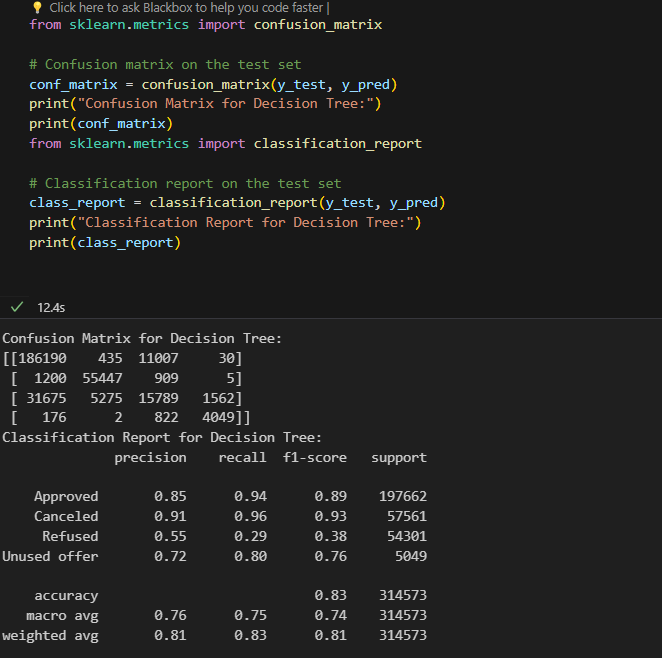 Click here to ask Blackbox to help you code faster |
from sklearn.metrics import confusion_matrix
# Confusion matrix on the test set
conf_matrix = confusion_matrix(y_test, y_pred)
print("Confusion Matrix for Decision Tree:")
print(conf_matrix)
from sklearn.metrics import classification_report
# Classification report on the test set
class_report = classification_report(y_test, y_pred)
print("Classification Report for Decision Tree:")
print(class_report)
12.4s
Confusion Matrix for Decision Tree:
[[186190    435  11007     30]
 [  1200  55447    909      5]
 [ 31675   5275  15789   1562]
 [   176      2    822   4049]]
Classification Report for Decision Tree:
              precision    recall  f1-score   support
    Approved       0.85      0.94      0.89    197662
    Canceled       0.91      0.96      0.93     57561
     Refused       0.55      0.29      0.38     54301
Unused offer       0.72      0.80      0.76      5049
    accuracy                           0.83    314573
   macro avg       0.76      0.75      0.74    314573
weighted avg       0.81      0.83      0.81    314573